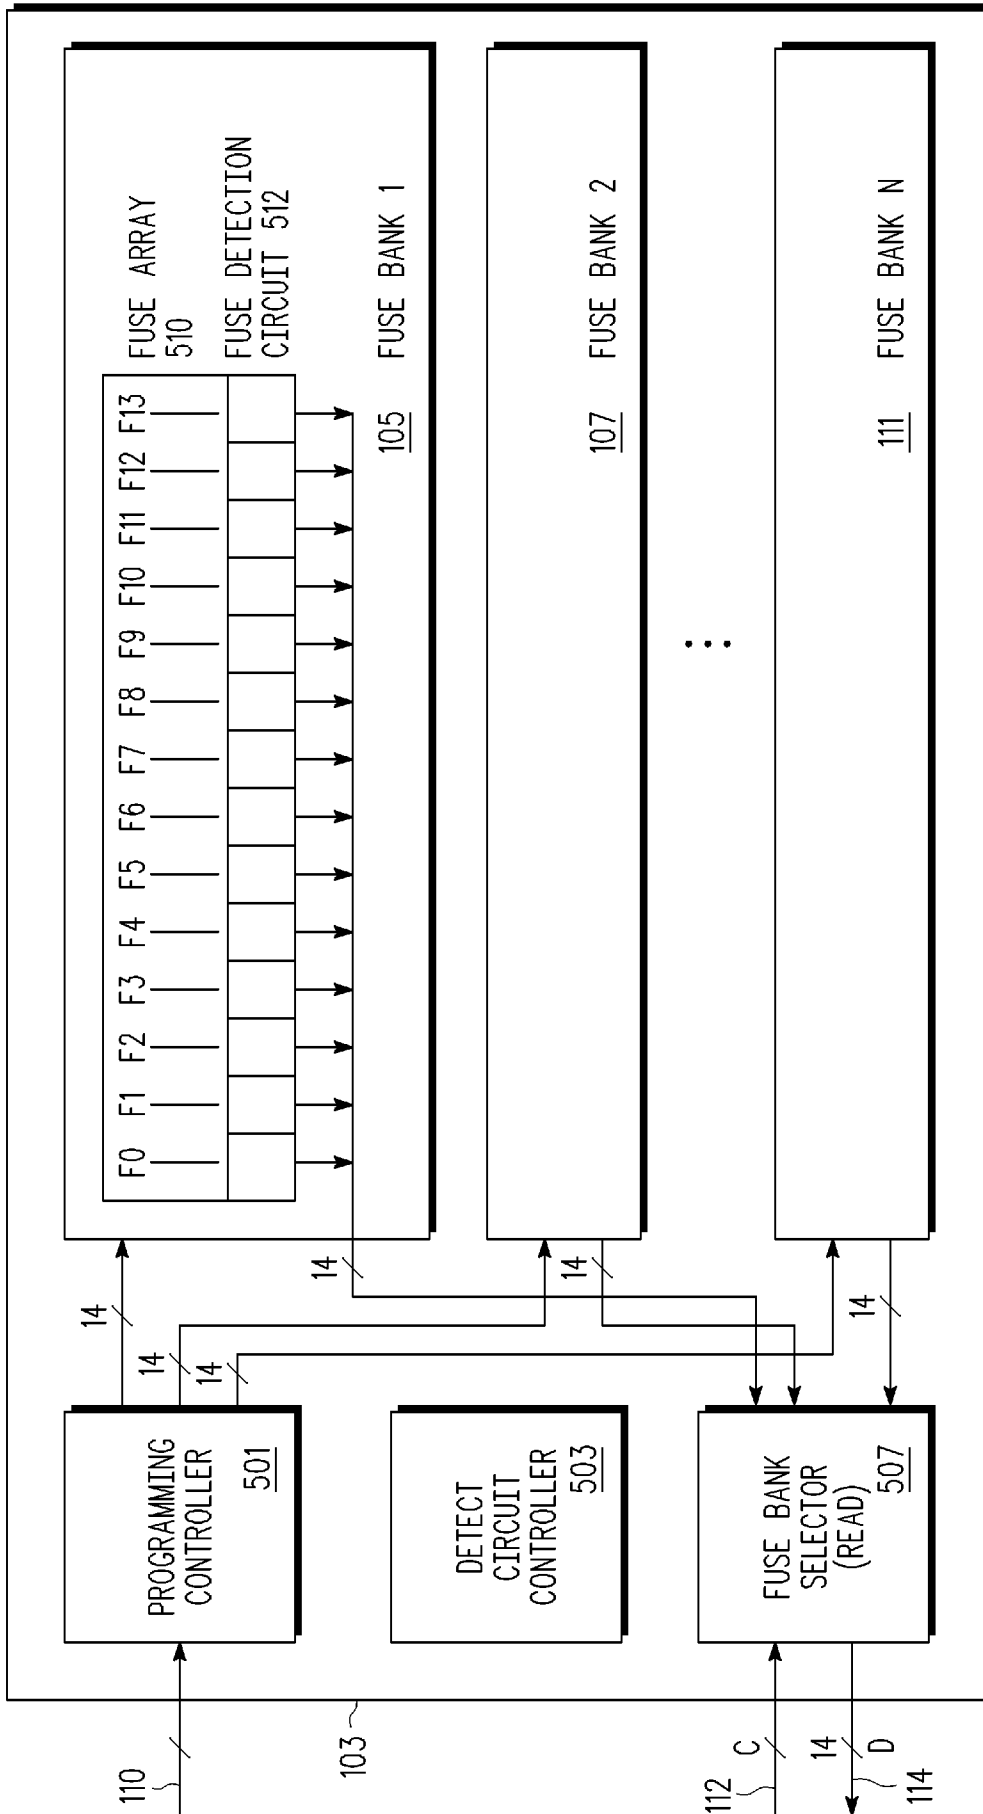 110
103
112
C
14
D
114
PROGRAMMING
CONTROLLER
501
DETECT
CIRCUIT
CONTROLLER
503
FUSE BANK
SELECTOR
(READ)
507
14
14
14
14
14
14
F0 F1 F2 F3 F4 F5 F6 F7 F8 F9 F10 F11 F12 F13
FUSE ARRAY
510
FUSE DETECTION
CIRCUIT 512
105 FUSE BANK 1
107 FUSE BANK 2
...
111 FUSE BANK N